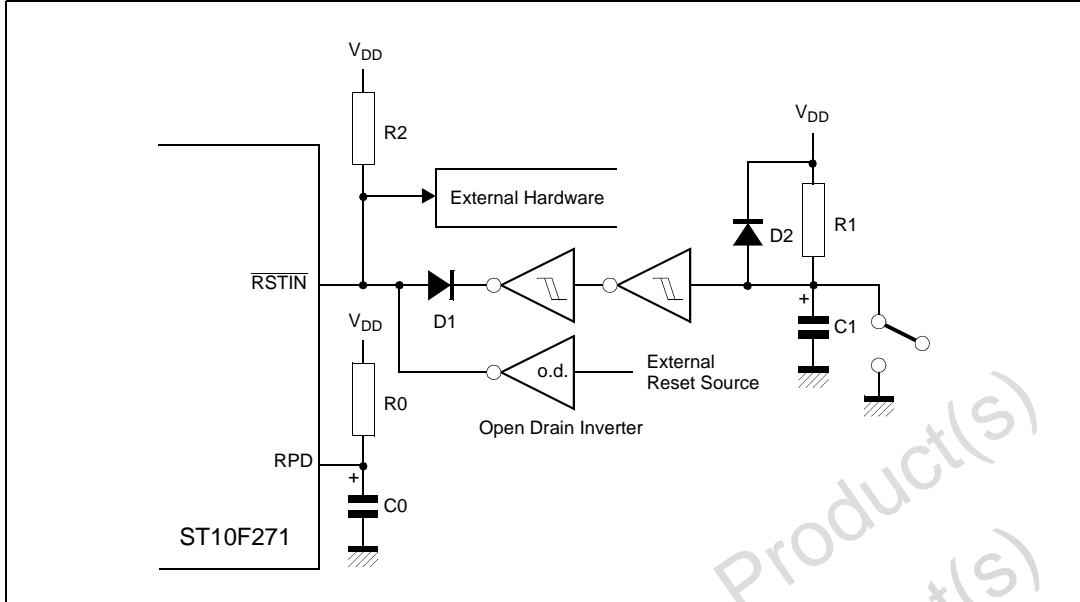 VDD
R2
VDD
External Hardware
D2
R1
RSTIN
D1
+
C1
VDD
o.d.
External
Reset Source
R0
Open Drain Inverter
RPD
+
C0
ST10F271
Product(s)
t(s)